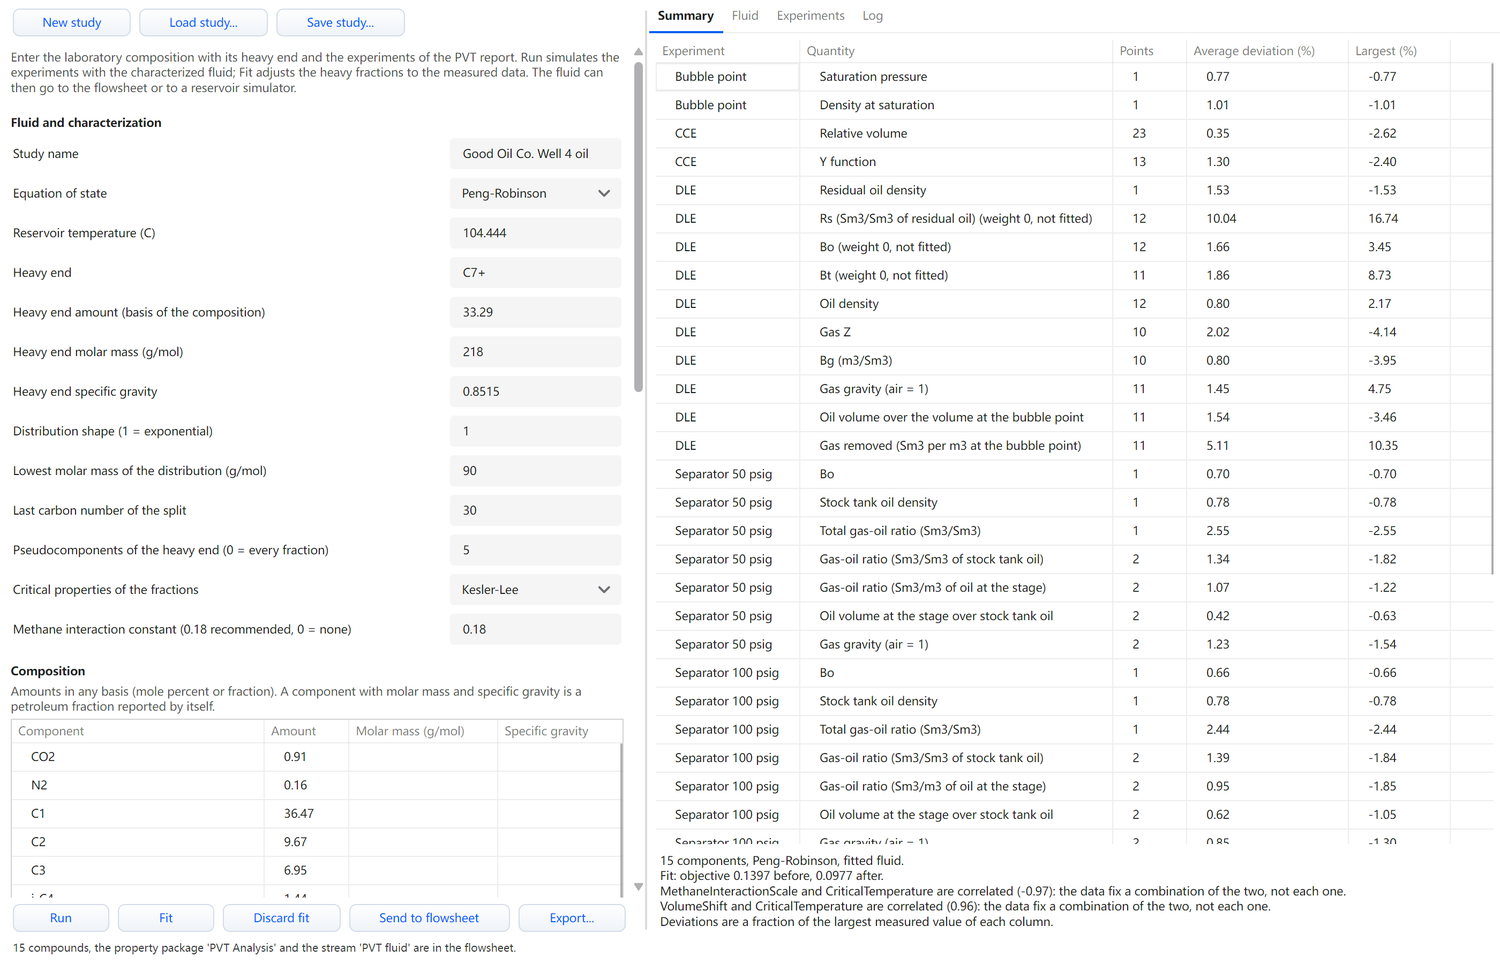 New study
Load study...
Save study...
Enter the laboratory composition with its heavy end and the experiments of the PVT report. Run simulates the
experiments with the characterized fluid; Fit adjusts the heavy fractions to the measured data. The fluid can
then go to the flowsheet or to a reservoir simulator.
Fluid and characterization
Study name Good Oil Co. Well 4 oil
Equation of state Peng-Robinson
Reservoir temperature (C) 104.444
Heavy end C7+
Heavy end amount (basis of the composition) 33.29
Heavy end molar mass (g/mol) 218
Heavy end specific gravity 0.8515
Distribution shape (1 = exponential) 1
Lowest molar mass of the distribution (g/mol) 90
Last carbon number of the split 30
Pseudocomponents of the heavy end (0 = every fraction) 5
Critical properties of the fractions Kesler-Lee
Methane interaction constant (0.18 recommended, 0 = none) 0.18
Composition
Amounts in any basis (mole percent or fraction). A component with molar mass and specific gravity is a
petroleum fraction reported by itself.
Component Amount Molar mass (g/mol) Specific gravity
CO2 0.91
N2 0.16
C1 36.47
C2 9.67
C3 6.95
Run
Fit
Discard fit
Send to flowsheet
Export...
15 compounds, the property package 'PVT Analysis' and the stream 'PVT fluid' are in the flowsheet.
Summary Fluid Experiments Log
Experiment Quantity Points Average deviation (%) Largest (%)
Bubble point Saturation pressure 1 0.77 -0.77
Bubble point Density at saturation 1 1.01 -1.01
CCE Relative volume 23 0.35 -2.62
CCE Y function 13 1.30 -2.40
DLE Residual oil density 1 1.53 -1.53
DLE Rs (Sm3/Sm3 of residual oil) (weight 0, not fitted) 12 10.04 16.74
DLE Bo (weight 0, not fitted) 12 1.66 3.45
DLE Bt (weight 0, not fitted) 11 1.86 8.73
DLE Oil density 12 0.80 2.17
DLE Gas Z 10 2.02 -4.14
DLE Bg (m3/Sm3) 10 0.80 -3.95
DLE Gas gravity (air = 1) 11 1.45 4.75
DLE Oil volume over the volume at the bubble point 11 1.54 -3.46
DLE Gas removed (Sm3 per m3 at the bubble point) 11 5.11 10.35
Separator 50 psig Bo 1 0.70 -0.70
Separator 50 psig Stock tank oil density 1 0.78 -0.78
Separator 50 psig Total gas-oil ratio (Sm3/Sm3) 1 2.55 -2.55
Separator 50 psig Gas-oil ratio (Sm3/Sm3 of stock tank oil) 2 1.34 -1.82
Separator 50 psig Gas-oil ratio (Sm3/m3 of oil at the stage) 2 1.07 -1.22
Separator 50 psig Oil volume at the stage over stock tank oil 2 0.42 -0.63
Separator 50 psig Gas gravity (air = 1) 2 1.23 -1.54
Separator 100 psig Bo 1 0.66 -0.66
Separator 100 psig Stock tank oil density 1 0.78 -0.78
Separator 100 psig Total gas-oil ratio (Sm3/Sm3) 1 2.44 -2.44
Separator 100 psig Gas-oil ratio (Sm3/Sm3 of stock tank oil) 2 1.39 -1.84
Separator 100 psig Gas-oil ratio (Sm3/m3 of oil at the stage) 2 0.95 -1.85
Separator 100 psig Oil volume at the stage over stock tank oil 2 0.62 -1.05
Separator 100 psig Gas gravity (air = 1) 2 0.85 -1.30
15 components, Peng-Robinson, fitted fluid.
Fit: objective 0.1397 before, 0.0977 after.
MethaneInteractionScale and CriticalTemperature are correlated (-0.97): the data fix a combination of the two, not each one.
VolumeShift and CriticalTemperature are correlated (0.96): the data fix a combination of the two, not each one.
Deviations are a fraction of the largest measured value of each column.